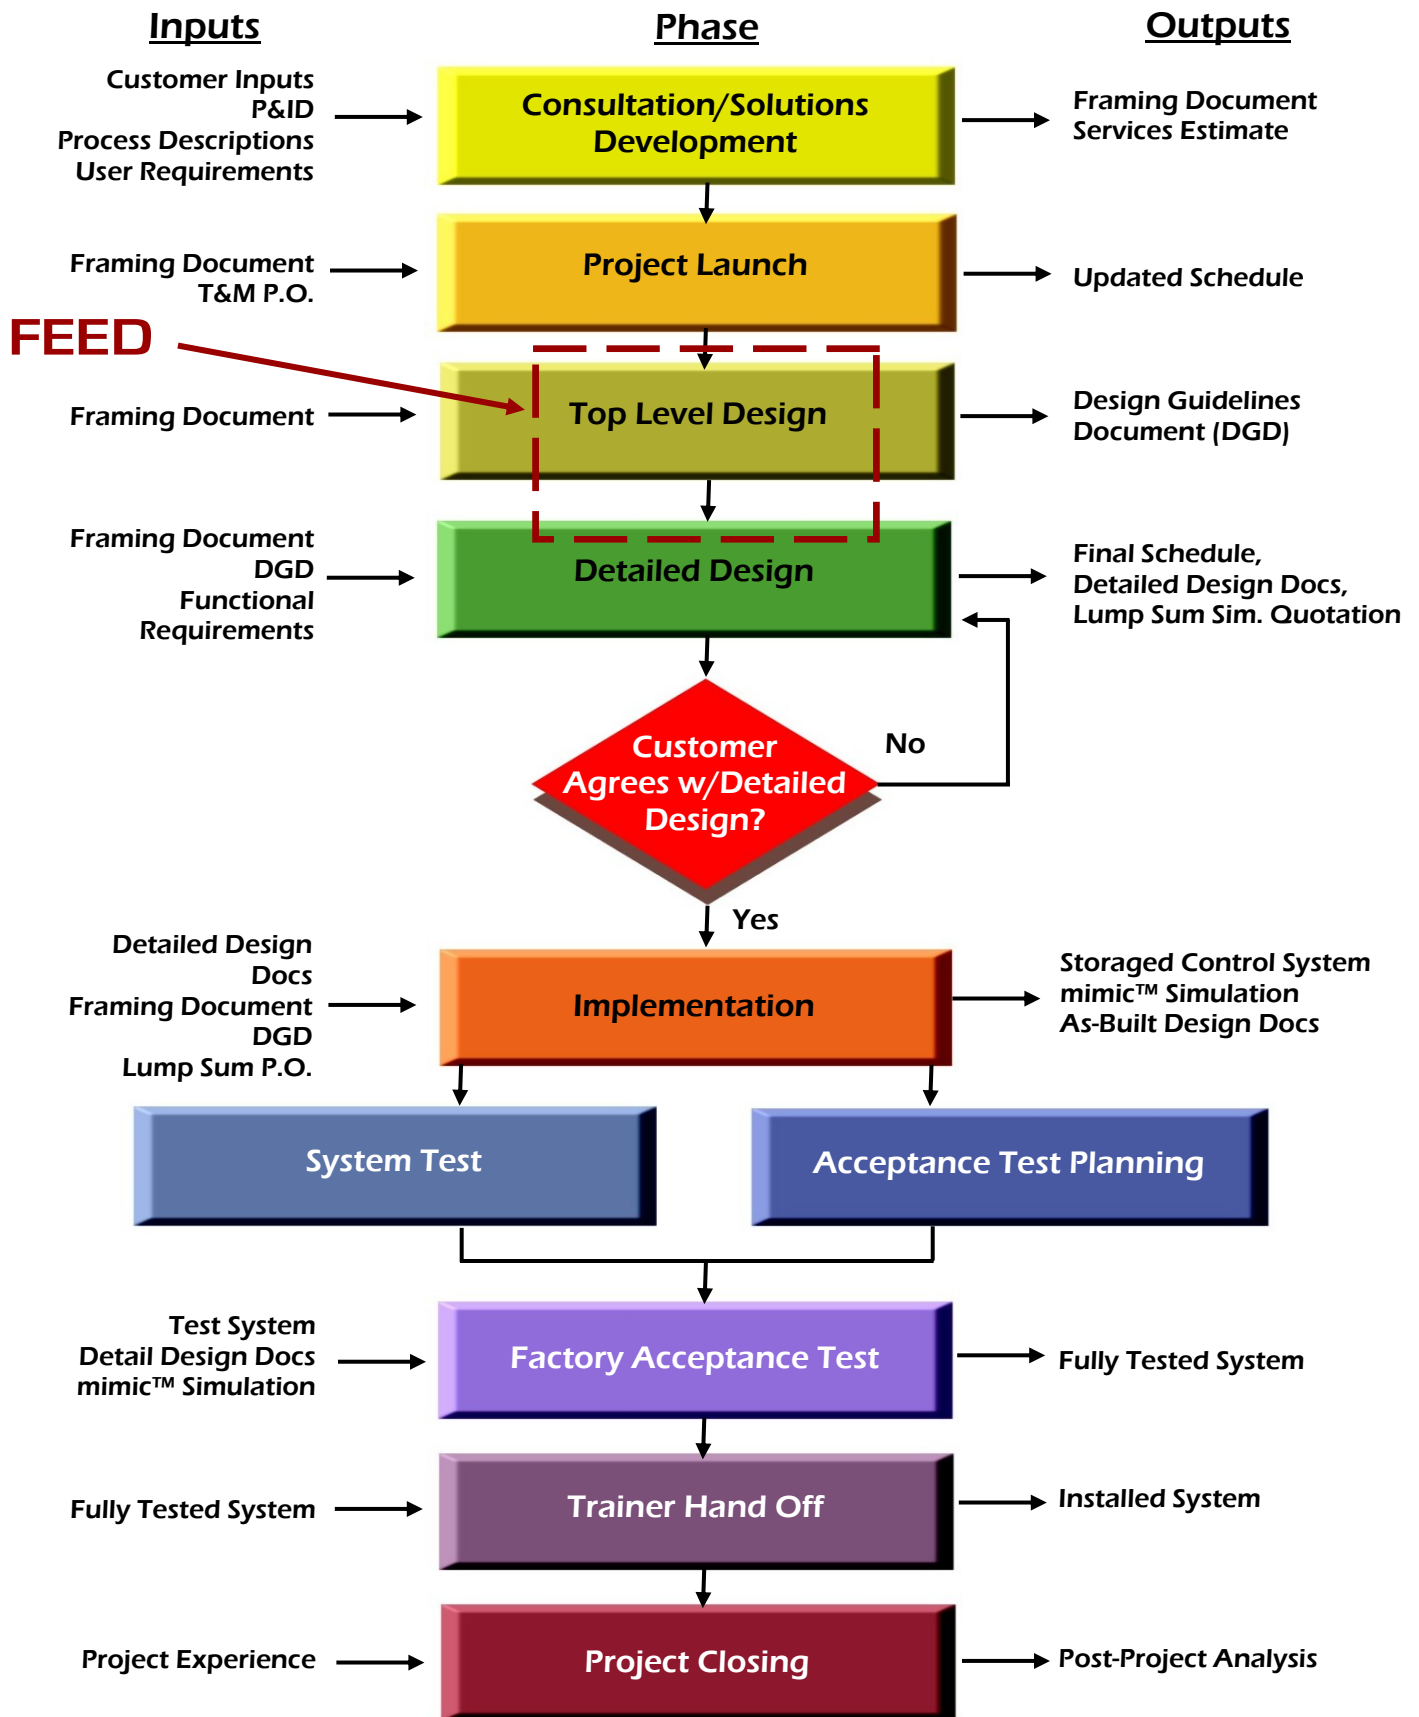 Inputs
Phase
Outputs
Customer Inputs
P&ID
Process Descriptions
User Requirements
Consultation/Solutions
Development
Framing Document
Services Estimate
Framing Document
T&M P.O.
Project Launch
Updated Schedule
FEED
Framing Document
Top Level Design
Design Guidelines
Document (DGD)
Framing Document
DGD
Functional
Requirements
Detailed Design
Final Schedule,
Detailed Design Docs,
Lump Sum Sim. Quotation
Customer
Agrees w/Detailed
Design?
No
Yes
Detailed Design
Docs
Framing Document
DGD
Lump Sum P.O.
Implementation
Storaged Control System
mimic™ Simulation
As-Built Design Docs
System Test
Acceptance Test Planning
Test System
Detail Design Docs
mimic™ Simulation
Factory Acceptance Test
Fully Tested System
Fully Tested System
Trainer Hand Off
Installed System
Project Experience
Project Closing
Post-Project Analysis